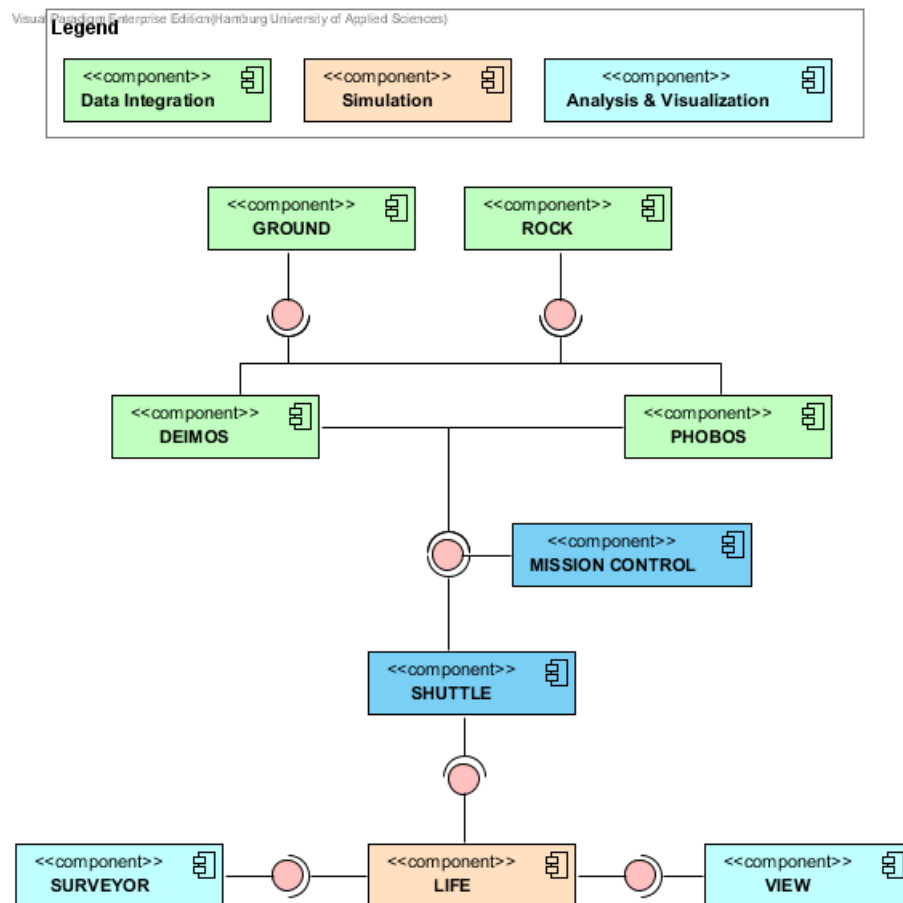 Visual Paradigm Enterprise Edition(Hamburg University of Applied Sciences)
Legend
<<component>>
Data Integration
<<component>>
Simulation
<<component>>
Analysis & Visualization
<<component>>
GROUND
<<component>>
ROCK
<<component>>
DEIMOS
<<component>>
PHOBOS
<<component>>
MISSION CONTROL
<<component>>
SHUTTLE
<<component>>
SURVEYOR
<<component>>
LIFE
<<component>>
VIEW